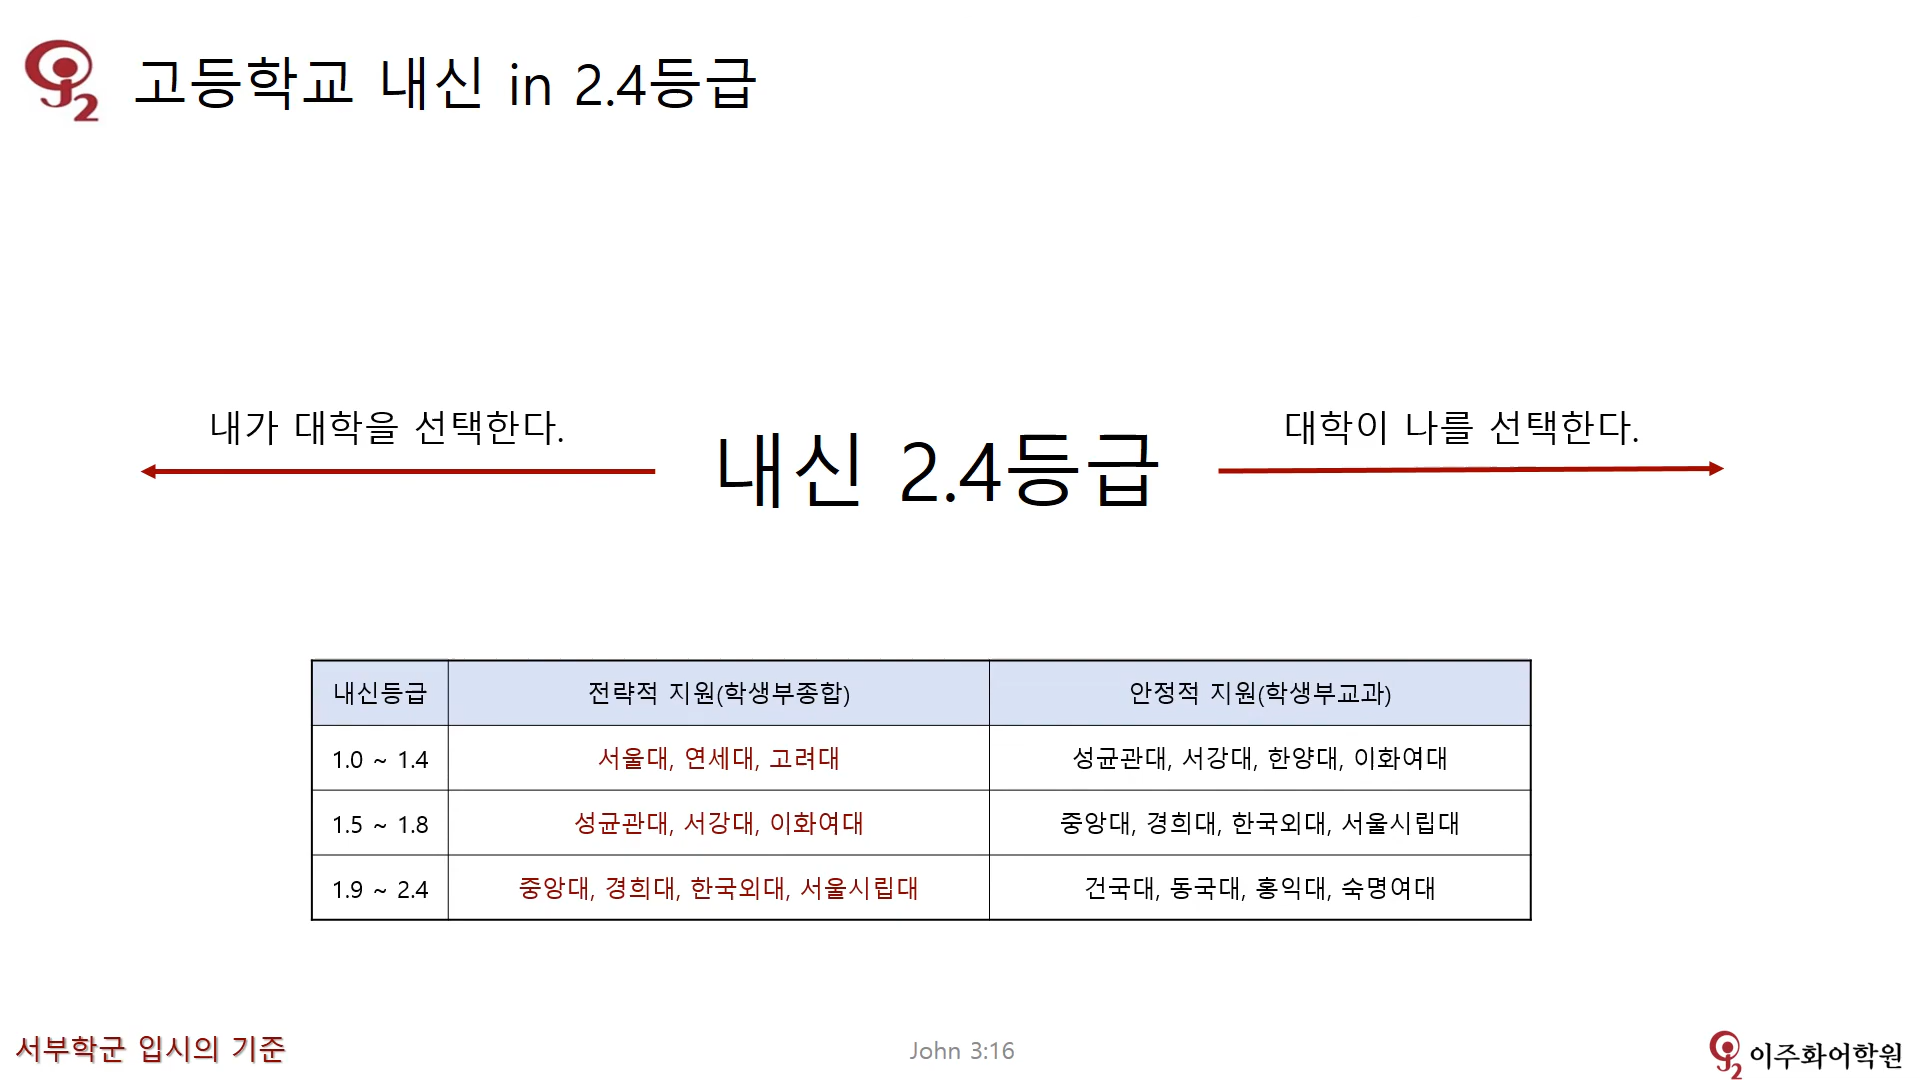 고등학교 내신 in 2.4등급
내가 대학을 선택한다.
내신 2.4등급
대학이 나를 선택한다.
내신등급 전략적 지원(학생부종합) 안정적 지원(학생부교과)
1.0 ~ 1.4 서울대, 연세대, 고려대 성균관대, 서강대, 한양대, 이화여대
1.5 ~ 1.8 성균관대, 서강대, 이화여대 중앙대, 경희대, 한국외대, 서울시립대
1.9 ~ 2.4 중앙대, 경희대, 한국외대, 서울시립대 건국대, 동국대, 홍익대, 숙명여대
서부학군 입시의 기준
John 3:16
이주화어학원